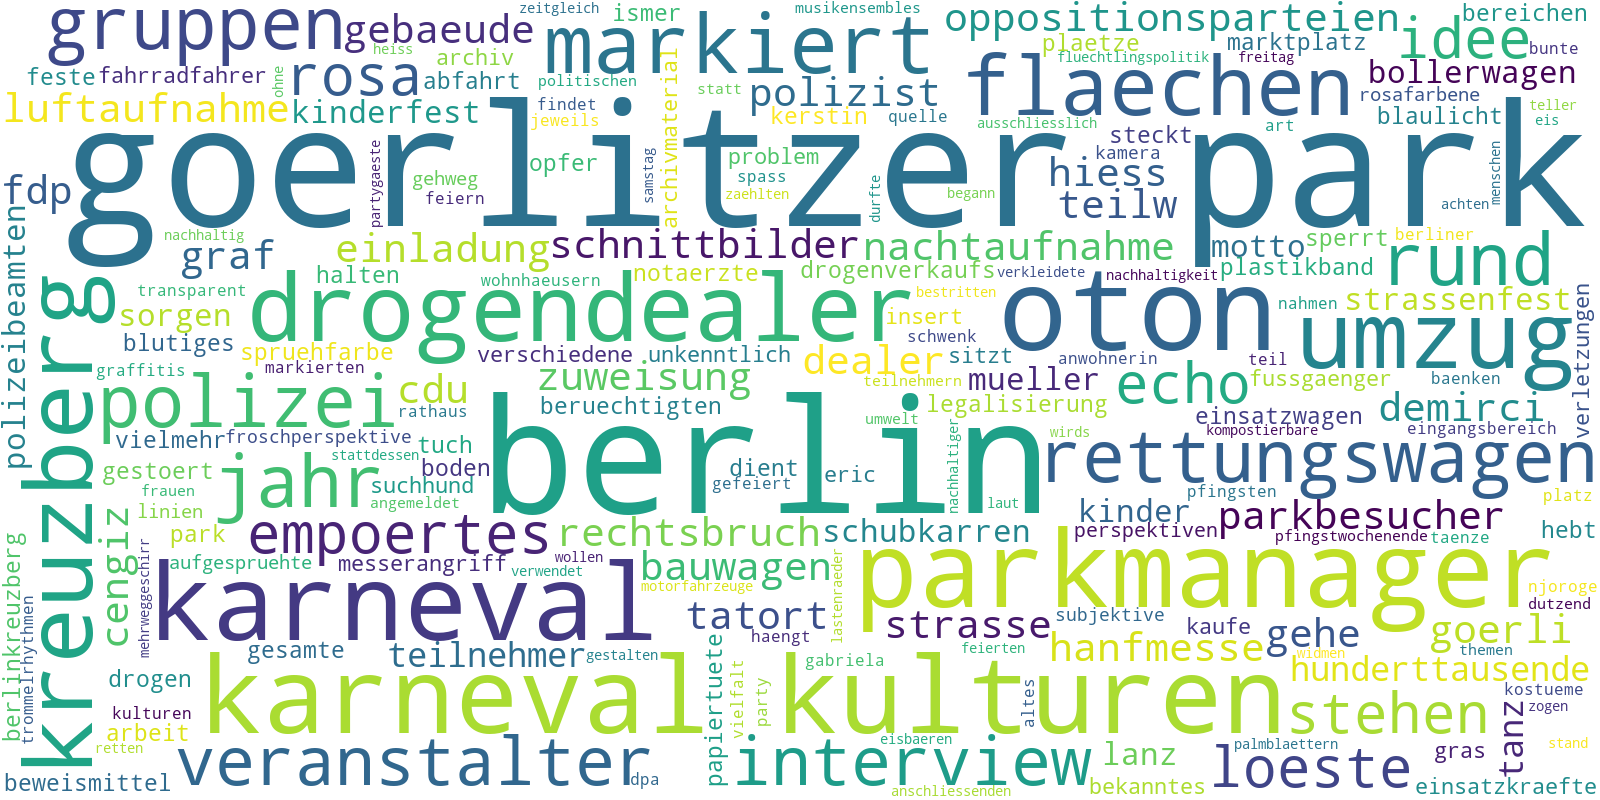 zeitgleich ismer musikensembles oppositionsparteien bereichen
gruppen gebaeude markiert plaetze marktplatz idee bunte
heiss archiv fluechtlingspolitik freitag
feste fahrradfahrer rosa abfahrt politischen archivmaterial polizist flaechen bollerwagen
ohne statt rosafarbene
luftaufnahme kinderfest findet jeweils kerstin quelle ausschliesslich steckt art blaulicht teller eis
goerlitzer park
fdp partygaeste gehweg feiern opfer samstag problem spass zaehlten durfte began kamera hiess teilw achten menschen
nachhaltig graf einladung schnittbilder nachtaufnahme motto sperrt berliner rund
polizeibeamten transparent halten wohnhaeusern notaerzte drogenverkaufs verkleidete nachhaltigkeit plastikband
kreuzberg sorgen drogendealer bestritten insert oton nahmen strassenfest umzug verletzungen
blutiges spruehfarbe verschiedene unkenntlich schwenk dealer sitzt anwohnerin teil
graffitis markierten zuweisung teilnehmern mueller echo fussgaenger baenken
polizei cdu rathaus beruechtigten berlin umwelt legalisierung einsatzwagen demirci
vielmehr froschperspektive tuch wirds kompostierbare eingangsbereich
gestoert stattdessen boden dient eric nachhaltiger rettungswagen
frauen jahr suchhund gefeiert pfingsten platz
linien angemeldet laut kinder parkbesucher
cengiz park empoertes rechtsbruch schubkarren perspektiven pfingstwochenende taenze hebt
berlinkreuzberg trommelrhythmen mehrweggeschirr aufgespruehte messerangriff wollen verwendet bauwagen motorfahrzeuge lastenraeder parkmanager njoroge dutzend
karneval tatort haengt strasse subjektive kaufe gehe goerli
gesamte teilnehmer gestalten gabriela feierten hanfmesse widmen themen
drogen karneval papiertuete vielfalt party kulturen altes hunderttausende
kulturen stehen kostueme zogen
arbeit retten veranstalter eisbaeren interview lanz palmblaettern gras tanz stand
beweismittel dpa anschliessenden bekanntes loeste einsatzkraefte